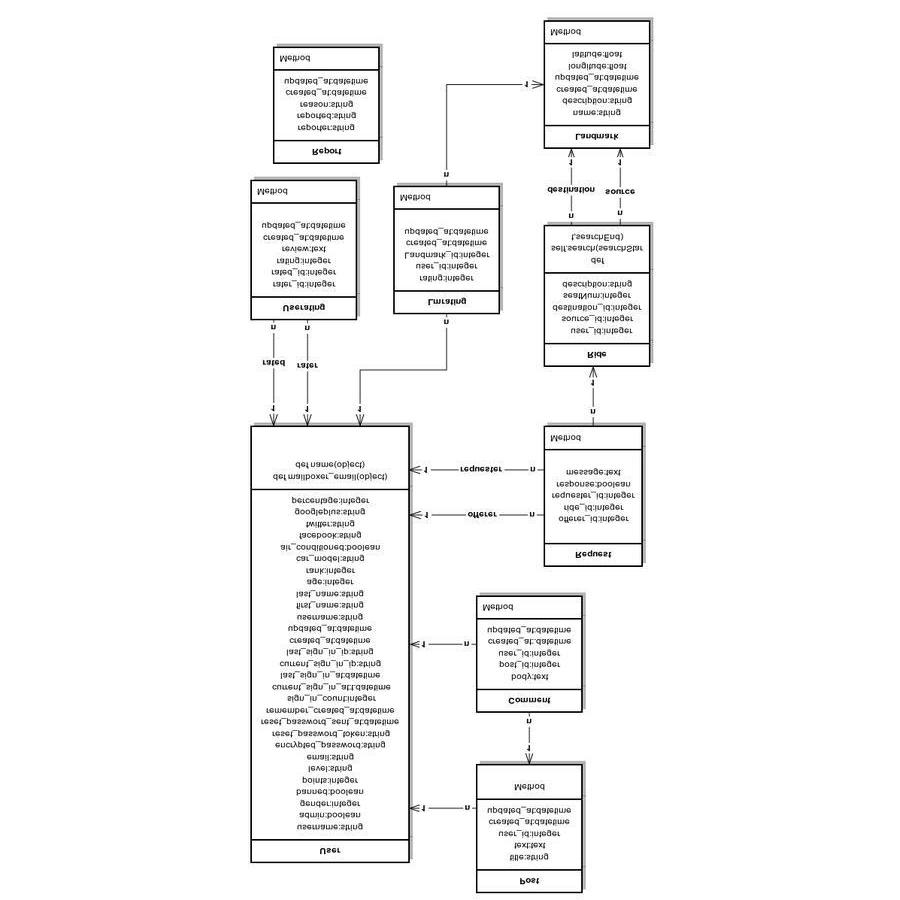 Post
title:string
text:text
user_id:integer
created_at:datetime
updated_at:datetime
Method
User
username:string
admin:boolean
gender:integer
banned:boolean
points:integer
level:string
email:string
encrypted_password:string
reset_password_token:string
reset_password_sent_at:datetime
remember_created_at:datetime
sign_in_count:integer
current_sign_in_at:datetime
last_sign_in_at:datetime
current_sign_in_ip:string
last_sign_in_ip:string
created_at:datetime
updated_at:datetime
username:string
first_name:string
last_name:string
age:integer
rank:integer
car_model:string
air_conditioned:boolean
facebook:string
twitter:string
googleplus:string
percentage:integer
def mailboxer_email(object)
def name(object)
1 n
1
n
Comment
body:text
post_id:integer
user_id:integer
created_at:datetime
updated_at:datetime
Method
1 n
Request
offerer_id:integer
ride_id:integer
requester_id:integer
response:boolean
message:text
Method
1 offerer n
1 requester n
n
1
1
rated
n
1
rater
n
1
n
Ride
user_id:integer
source_id:integer
destination_id:integer
seatNum:integer
description:string
def
self.search(searchStar
t,searchEnd)
Userating
rater_id:integer
rated_id:integer
rating:integer
review:text
created_at:datetime
updated_at:datetime
Method
Lmrating
rating:integer
user_id:integer
Landmark_id:integer
created_at:datetime
updated_at:datetime
Method
n
destination
1
n
source
1
n
1
Report
reporter:string
reported:string
reason:string
created_at:datetime
updated_at:datetime
Method
Landmark
name:string
description:string
created_at:datetime
updated_at:datetime
longitude:float
latitude:float
Method